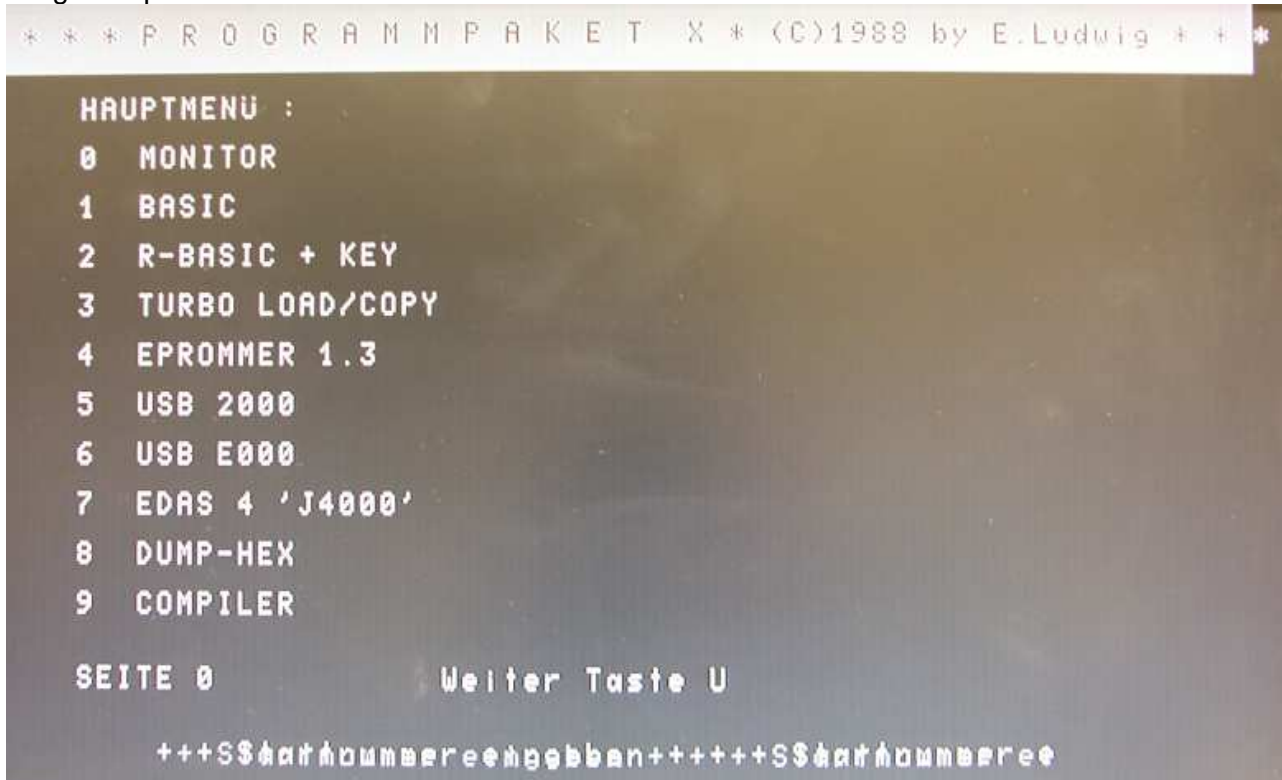 * * * P R O G R A M M P A K E T X * (C)1988 by E.Ludwig * * *
HAUPTMENÜ :
0 MONITOR
1 BASIC
2 R-BASIC + KEY
3 TURBO LOAD/COPY
4 EPROMMER 1.3
5 USB 2000
6 USB E000
7 EDAS 4 'J4000'
8 DUMP-HEX
9 COMPILER
SEITE 0 Weiter Taste U